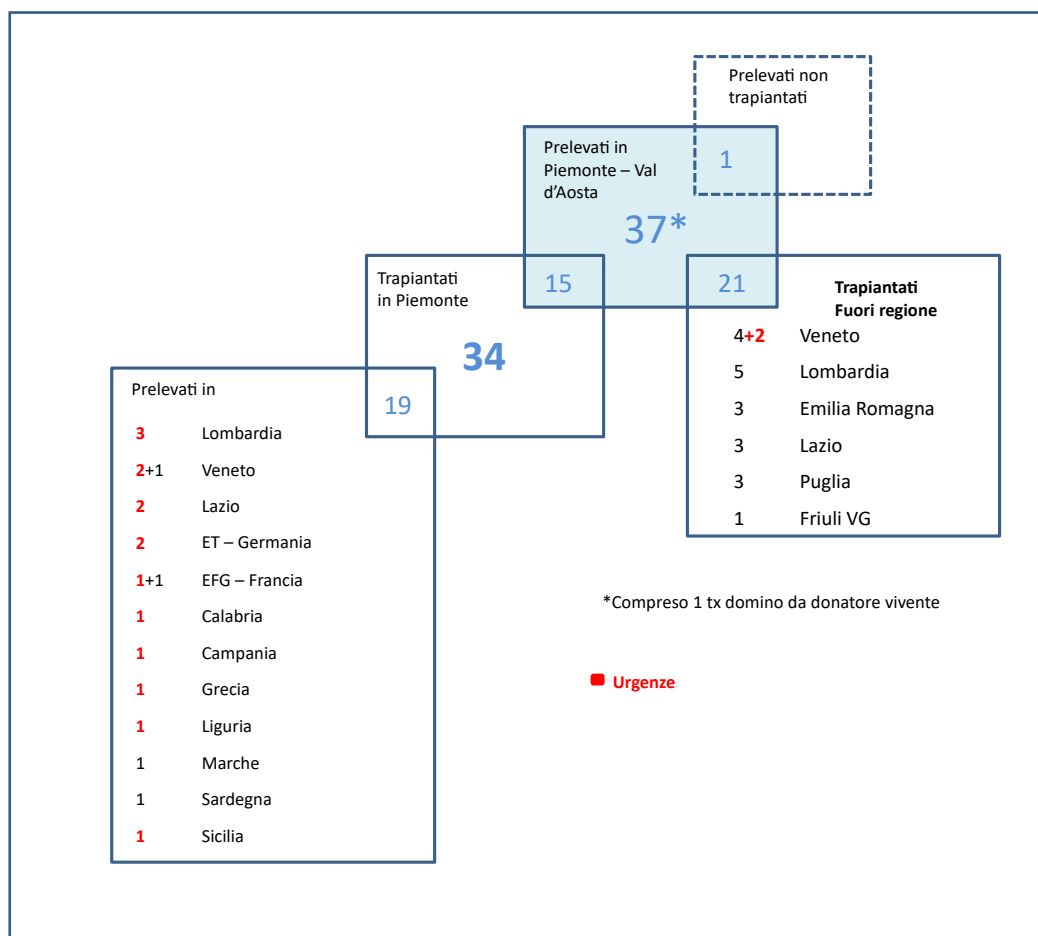 Prelevati non
trapiantati
1
Prelevati in
Piemonte – Val
d'Aosta
37*
Trapiantati
in Piemonte
15
34
19
21
Trapiantati
Fuori regione
4+2 Veneto
5 Lombardia
3 Emilia Romagna
3 Lazio
3 Puglia
1 Friuli VG
Prelevati in
3 Lombardia
2+1 Veneto
2 Lazio
2 ET – Germania
1+1 EFG – Francia
1 Calabria
1 Campania
1 Grecia
1 Liguria
1 Marche
1 Sardegna
1 Sicilia
*Compreso 1 tx domino da donatore vivente
Urgenze